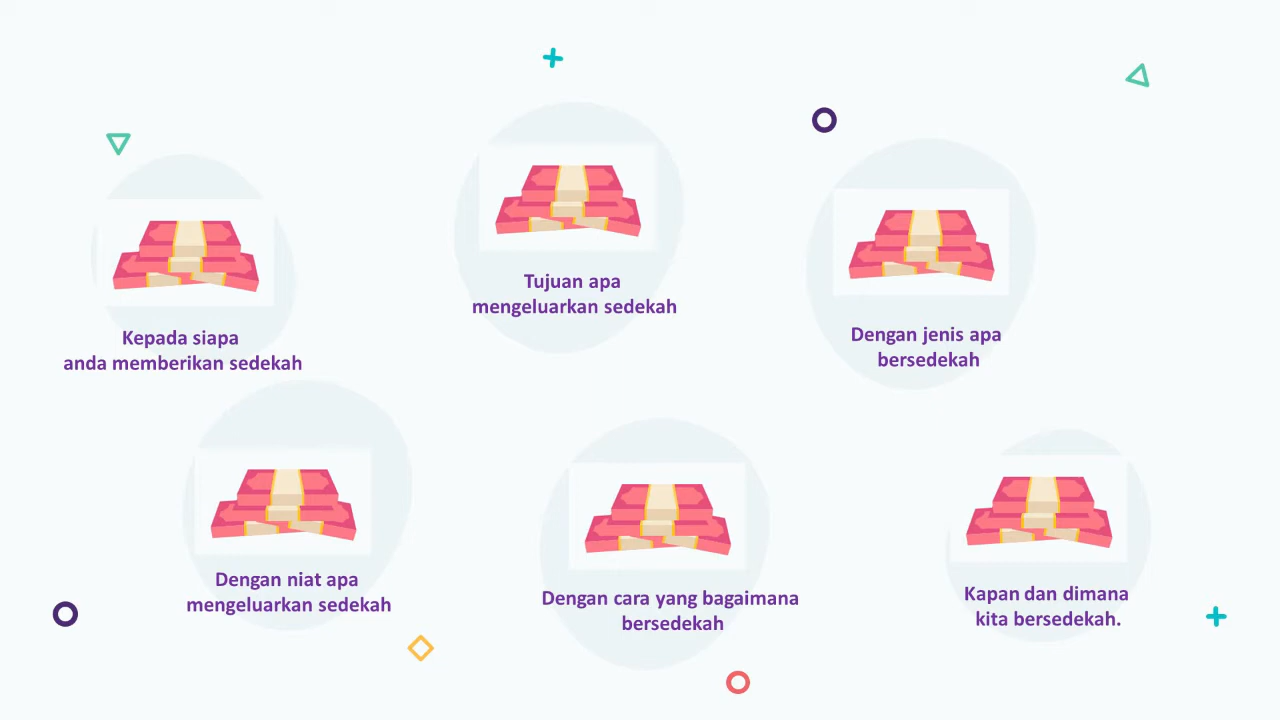 Kepada siapa
anda memberikan sedekah
Tujuan apa
mengeluarkan sedekah
Dengan jenis apa
bersedekah
Dengan niat apa
mengeluarkan sedekah
Dengan cara yang bagaimana
bersedekah
Kapan dan dimana
kita bersedekah.